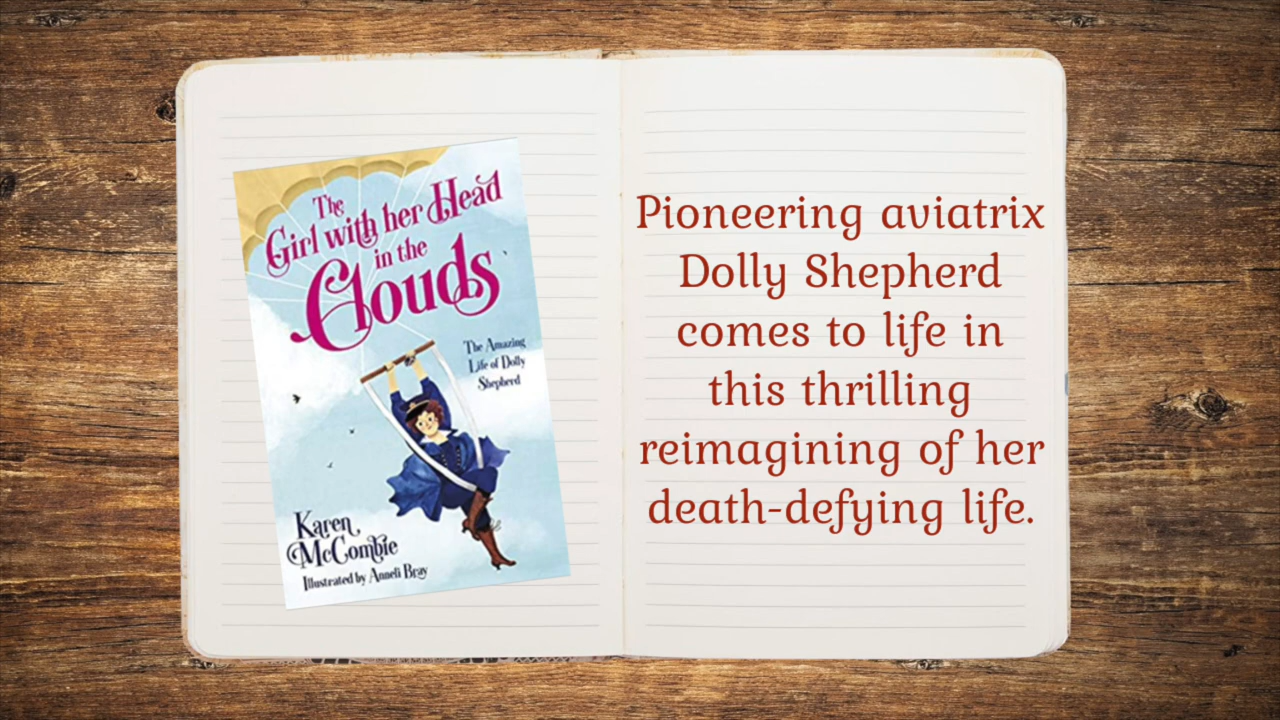 The
Girl with her Head
in the
Clouds
The Amazing
Life of Dolly
Shepherd
Karen
McCombie
Illustrated by Anneli Bray
Pioneering aviatrix
Dolly Shepherd
comes to life in
this thrilling
reimagining of her
death-defying life.